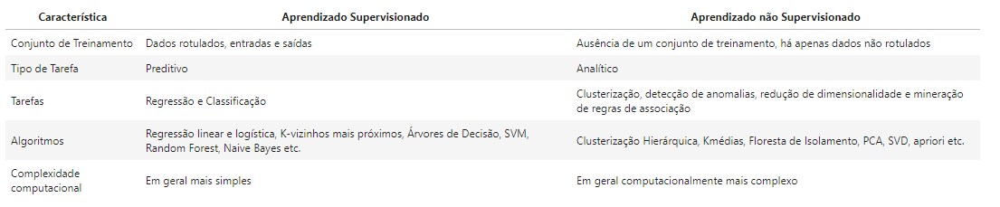 Característica Aprendizado Supervisionado Aprendizado não Supervisionado
Conjunto de Treinamento Dados rotulados, entradas e saídas Ausência de um conjunto de treinamento, há apenas dados não rotulados
Tipo de Tarefa Preditivo Analítico
Tarefas Regressão e Classificação Clusterização, detecção de anomalias, redução de dimensionalidade e mineração
de regras de associação
Algoritmos Regressão linear e logística, K-vizinhos mais próximos, Árvores de Decisão, SVM,
Random Forest, Naive Bayes etc. Clusterização Hierárquica, Kmédias, Floresta de Isolamento, PCA, SVD, apriori etc.
Complexidade
computacional Em geral mais simples Em geral computacionalmente mais complexo